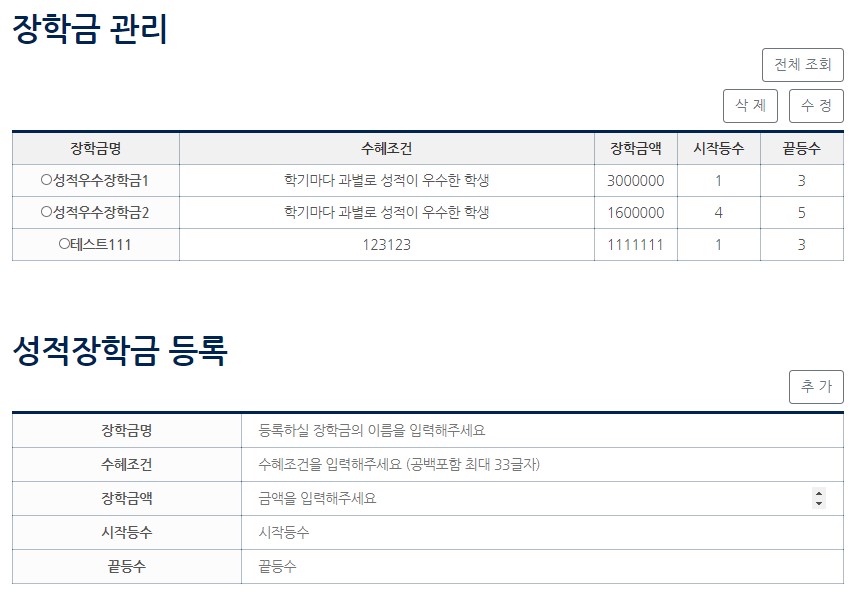 장학금 관리
전체 조회
삭 제 수 정
장학금명 수혜조건 장학금액 시작등수 끝등수
성적우수장학금1 학기마다 과별로 성적이 우수한 학생 3000000 1 3
성적우수장학금2 학기마다 과별로 성적이 우수한 학생 1600000 4 5
테스트111 123123 1111111 1 3
성적장학금 등록
추 가
장학금명 등록하실 장학금의 이름을 입력해주세요
수혜조건 수혜조건을 입력해주세요 (공백포함 최대 33글자)
장학금액 금액을 입력해주세요
시작등수 시작등수
끝등수 끝등수